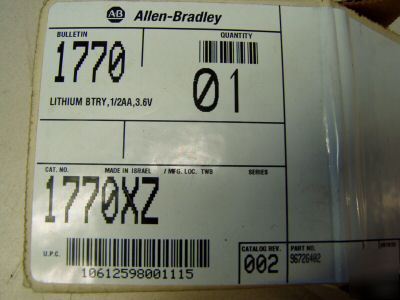 AB Allen-Bradley
BULLETIN
QUANTITY
1770
01
LITHIUM BTRY,1/2AA,3.6V
CAT. NO.
MADE IN ISRAEL / MFG. LOC. TWB
SERIES
1770XZ
U.P.C.
10612598001115
CATALOG REV.
002
PART NO.
96726402